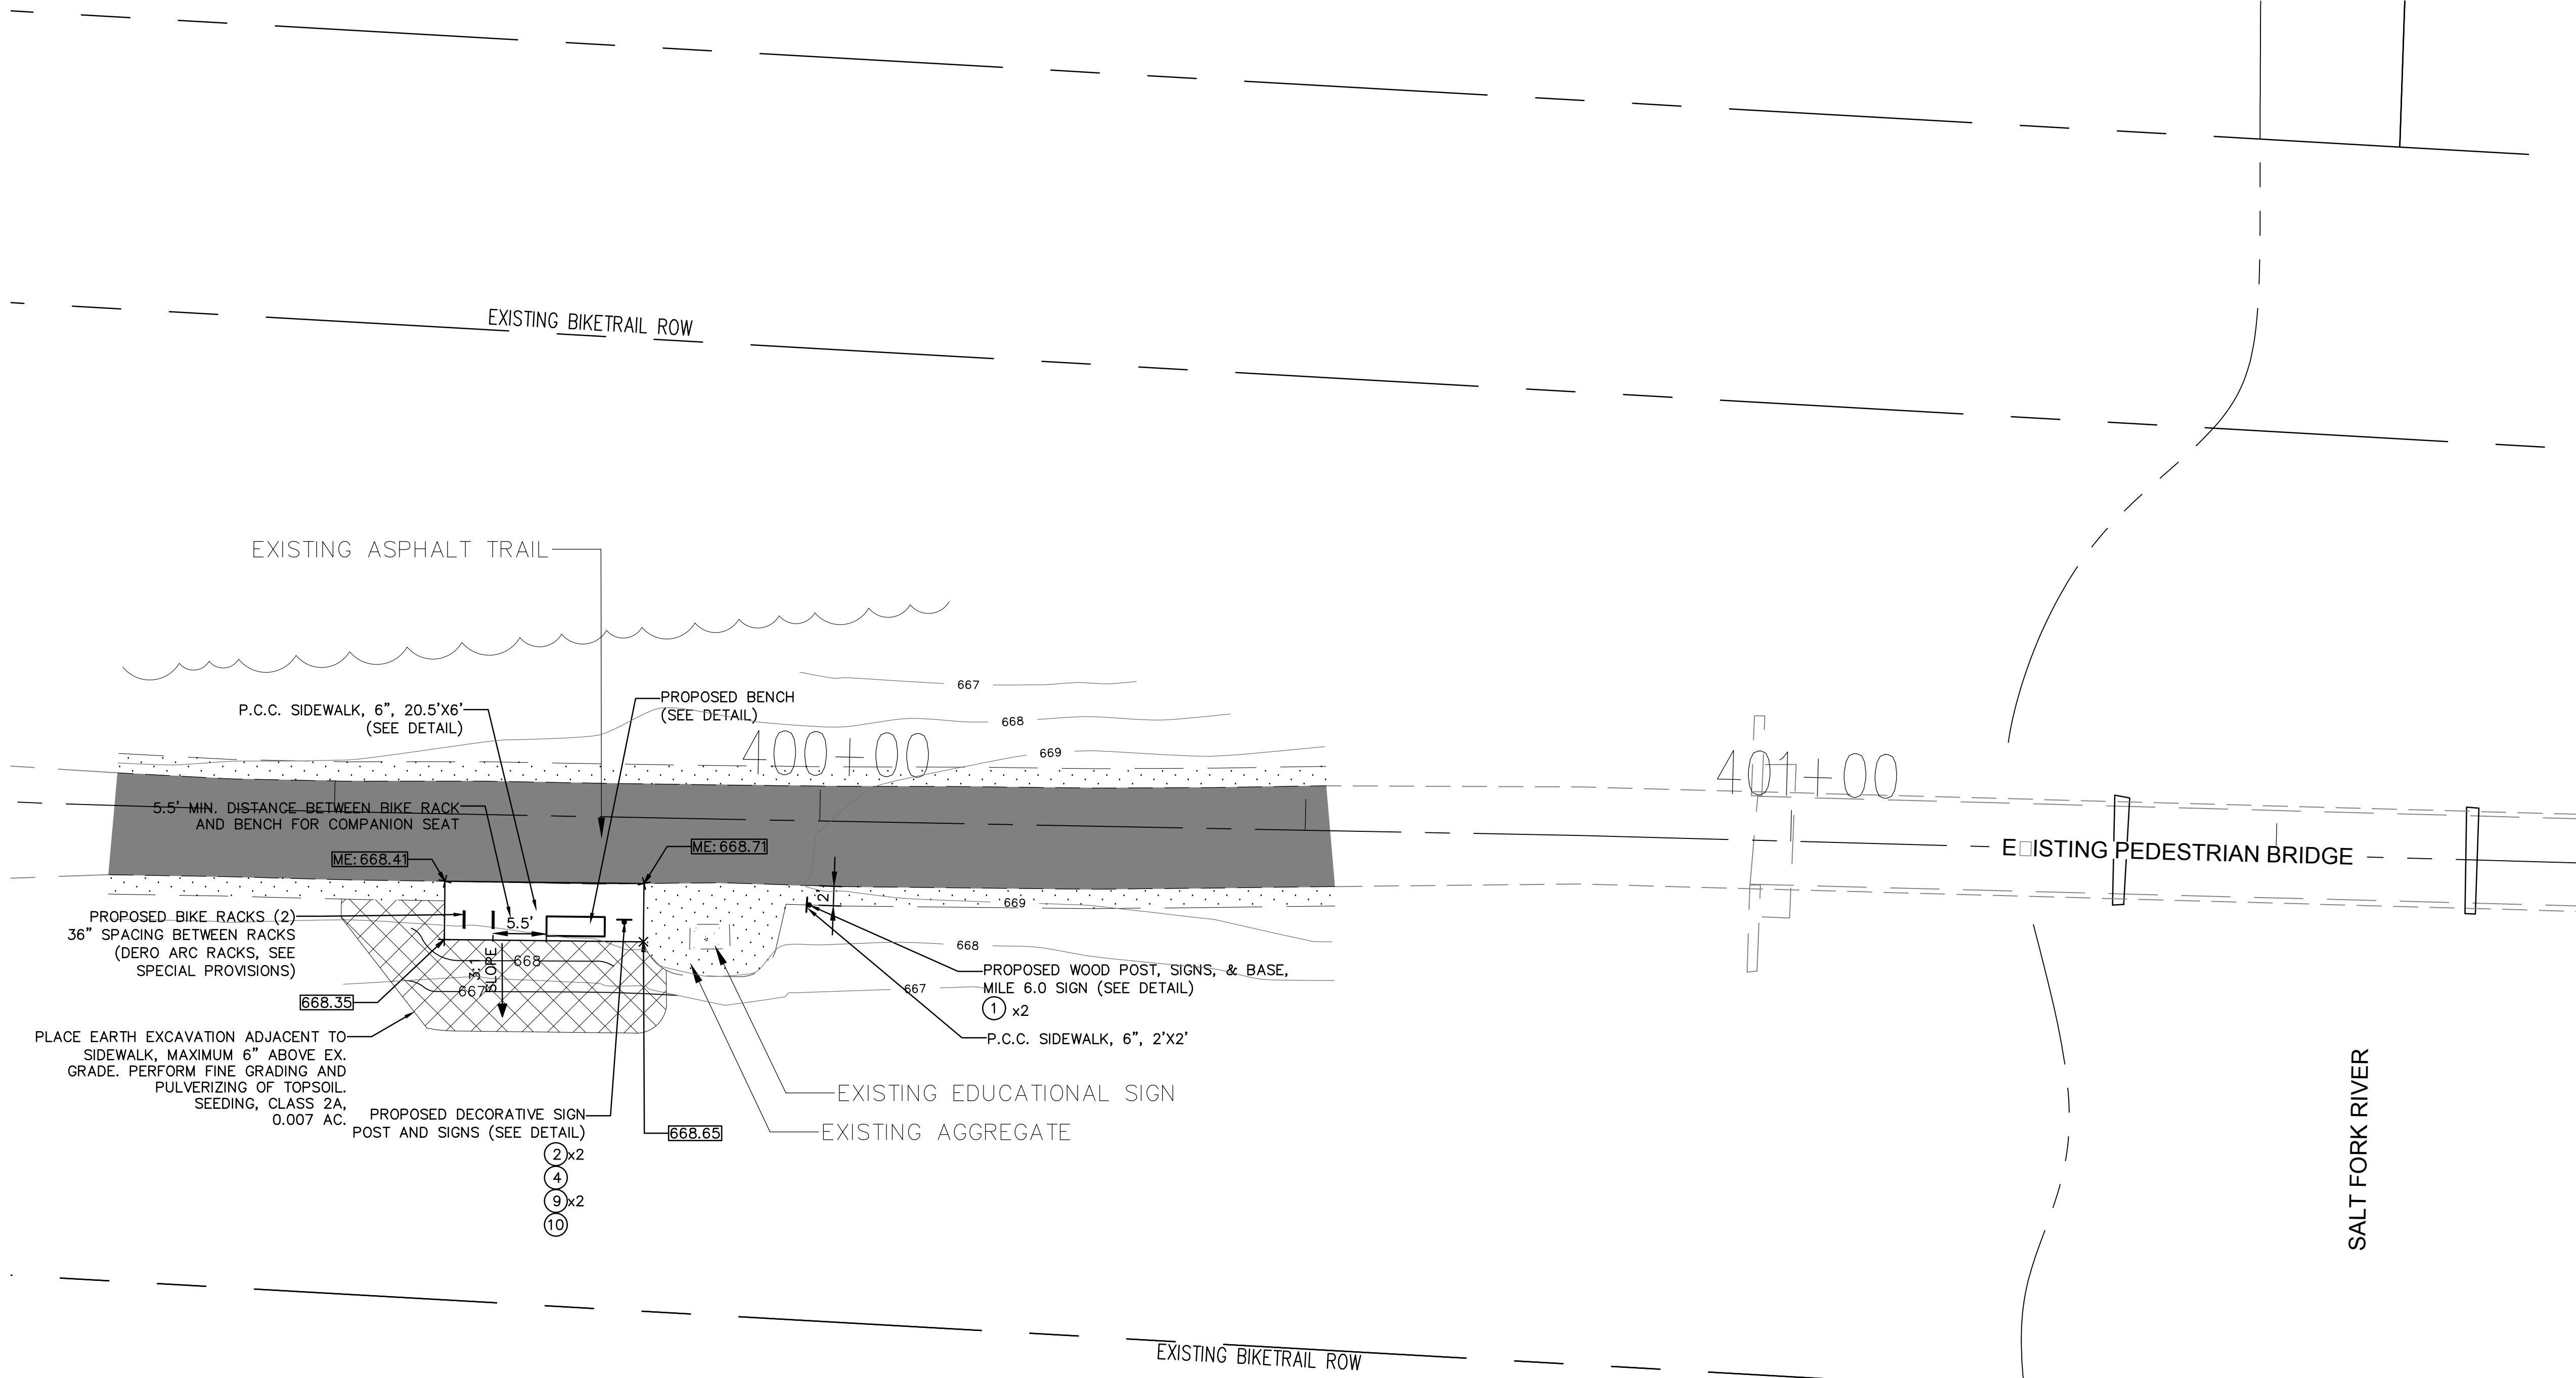 EXISTING BIKETRAIL ROW
EXISTING ASPHALT TRAIL
667
P.C.C. SIDEWALK, 6", 20.5'X6'
(SEE DETAIL)
PROPOSED BENCH
(SEE DETAIL)
668
400+00
669
401+00
5.5' MIN. DISTANCE BETWEEN BIKE RACK
AND BENCH FOR COMPANION SEAT
ME: 668.41
ME: 668.71
E□ISTING PEDESTRIAN BRIDGE
2'
669
PROPOSED BIKE RACKS (2)
36" SPACING BETWEEN RACKS
(DERO ARC RACKS, SEE
SPECIAL PROVISIONS)
5.5'
668
3:1
SLOPE
668
667
667
668.35
PROPOSED WOOD POST, SIGNS, & BASE,
MILE 6.0 SIGN (SEE DETAIL)
1 x2
P.C.C. SIDEWALK, 6", 2'X2'
PLACE EARTH EXCAVATION ADJACENT TO
SIDEWALK, MAXIMUM 6" ABOVE EX.
GRADE. PERFORM FINE GRADING AND
PULVERIZING OF TOPSOIL.
SEEDING, CLASS 2A,
0.007 AC.
EXISTING EDUCATIONAL SIGN
EXISTING AGGREGATE
PROPOSED DECORATIVE SIGN
POST AND SIGNS (SEE DETAIL)
2 x2
4
9 x2
10
668.65
SALT FORK RIVER
EXISTING BIKETRAIL ROW